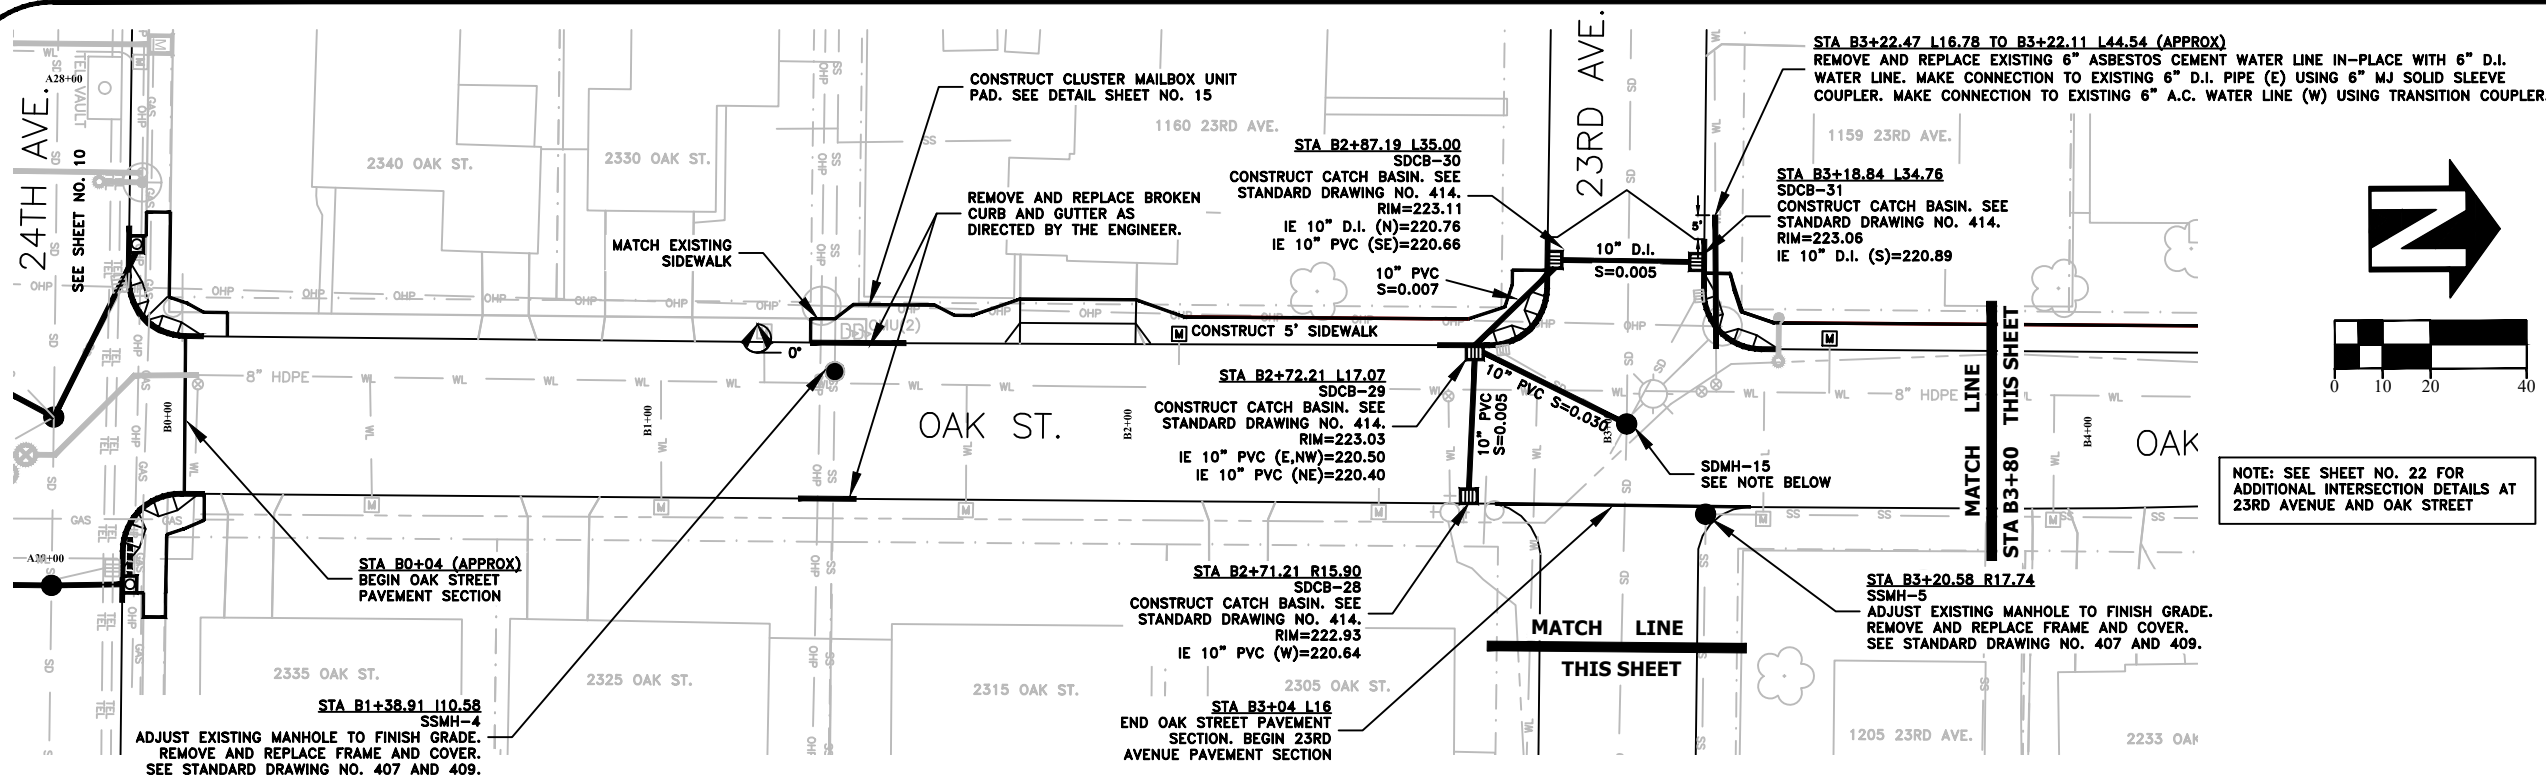 STA B3+22.47 L16.78 TO B3+22.11 L44.54 (APPROX)
REMOVE AND REPLACE EXISTING 6" ASBESTOS CEMENT WATER LINE IN-PLACE WITH 6" D.I.
WATER LINE. MAKE CONNECTION TO EXISTING 6" D.I. PIPE (E) USING 6" MJ SOLID SLEEVE
COUPLER. MAKE CONNECTION TO EXISTING 6" A.C. WATER LINE (W) USING TRANSITION COUPLER
24TH AVE.
A28+00
SEE SHEET NO. 10
TEL VAULT
2340 OAK ST.
2330 OAK ST.
CONSTRUCT CLUSTER MAILBOX UNIT
PAD. SEE DETAIL SHEET NO. 15
1160 23RD AVE.
23RD AVE.
1159 23RD AVE.
REMOVE AND REPLACE BROKEN
CURB AND GUTTER AS
DIRECTED BY THE ENGINEER.
MATCH EXISTING
SIDEWALK
STA B2+87.19 L35.00
SDCB-30
CONSTRUCT CATCH BASIN. SEE
STANDARD DRAWING NO. 414.
RIM=223.11
IE 10" D.I. (N)=220.76
IE 10" PVC (SE)=220.66
10" PVC
S=0.007
10" D.I.
S=0.005
5'
STA B3+18.84 L34.76
SDCB-31
CONSTRUCT CATCH BASIN. SEE
STANDARD DRAWING NO. 414.
RIM=223.06
IE 10" D.I. (S)=220.89
N
0 10 20 40
CONSTRUCT 5' SIDEWALK
0"
8" HDPE
B0+00
B1+00
B2+00
OAK ST.
STA B2+72.21 L17.07
SDCB-29
CONSTRUCT CATCH BASIN. SEE
STANDARD DRAWING NO. 414.
RIM=223.03
IE 10" PVC (E,NW)=220.50
IE 10" PVC (NE)=220.40
10" PVC
S=0.005
10" PVC S=0.030
SDMH-15
SEE NOTE BELOW
8" HDPE
MATCH LINE
STA B3+80 THIS SHEET
B4+00
OAK
NOTE: SEE SHEET NO. 22 FOR
ADDITIONAL INTERSECTION DETAILS AT
23RD AVENUE AND OAK STREET
STA B0+04 (APPROX)
BEGIN OAK STREET
PAVEMENT SECTION
STA B2+71.21 R15.90
SDCB-28
CONSTRUCT CATCH BASIN. SEE
STANDARD DRAWING NO. 414.
RIM=222.93
IE 10" PVC (W)=220.64
MATCH LINE
THIS SHEET
STA B3+20.58 R17.74
SSMH-5
ADJUST EXISTING MANHOLE TO FINISH GRADE.
REMOVE AND REPLACE FRAME AND COVER.
SEE STANDARD DRAWING NO. 407 AND 409.
2335 OAK ST.
2325 OAK ST.
2315 OAK ST.
2305 OAK ST.
1205 23RD AVE.
2233 OAK
STA B1+38.91 l10.58
SSMH-4
ADJUST EXISTING MANHOLE TO FINISH GRADE.
REMOVE AND REPLACE FRAME AND COVER.
SEE STANDARD DRAWING NO. 407 AND 409.
STA B3+04 L16
END OAK STREET PAVEMENT
SECTION. BEGIN 23RD
AVENUE PAVEMENT SECTION